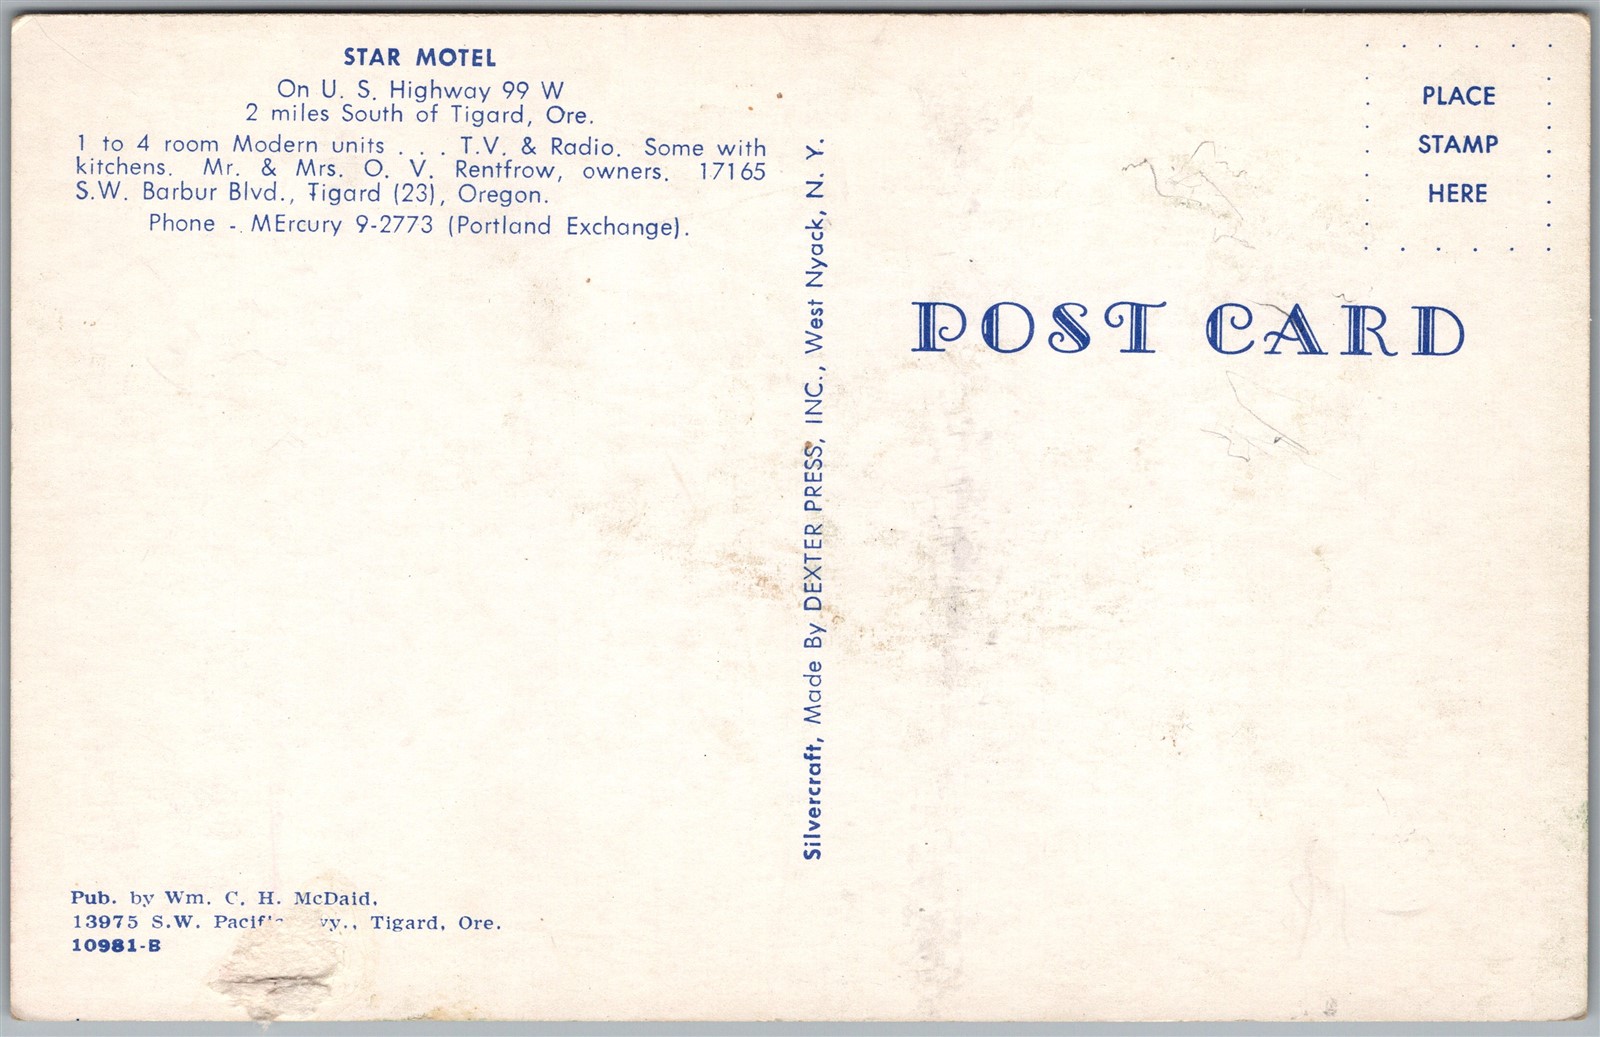 STAR MOTEL
On U. S. Highway 99 W
2 miles South of Tigard, Ore.
1 to 4 room Modern units . . . T.V. & Radio. Some with
kitchens. Mr. & Mrs. O. V. Rentfrow, owners. 17165
S.W. Barbur Blvd., Tigard (23), Oregon.
Phone - MErcury 9-2773 (Portland Exchange).
Pub. by Wm. C. H. McDaid,
13975 S.W. Tigard, Ore.
10981-B
Silvercraft, Made By DEXTER PRESS, INC., West Nyack, N. Y.
PLACE
STAMP
HERE
POST CARD